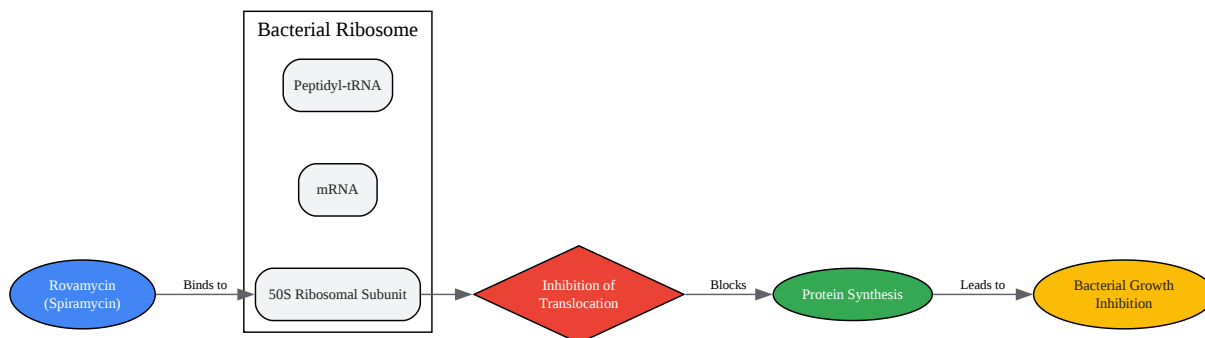 Bacterial Ribosome
Peptidyl-tRNA
mRNA
Rovamycin
(Spiramycin)
Binds to
50S Ribosomal Subunit
Inhibition of
Translocation
Blocks
Protein Synthesis
Leads to
Bacterial Growth
Inhibition